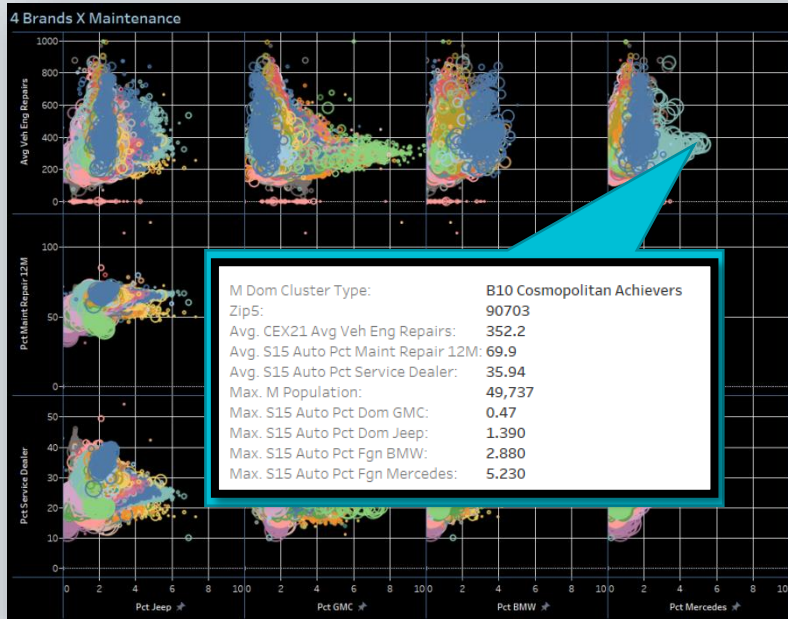 4 Brands X Maintenance
Avg Veh Eng Repairs
1000
800
600
400
200
0
Pct Maint Repair 12M
100
50
0
M Dom Cluster Type: B10 Cosmopolitan Achievers
Zip5: 90703
Avg. CEX21 Avg Veh Eng Repairs: 352.2
Avg. S15 Auto Pct Maint Repair 12M: 69.9
Avg. S15 Auto Pct Service Dealer: 35.94
Max. M Population: 49,737
Max. S15 Auto Pct Dom GMC: 0.47
Max. S15 Auto Pct Dom Jeep: 1.390
Max. S15 Auto Pct Fgn BMW: 2.880
Max. S15 Auto Pct Fgn Mercedes: 5.230
Pct Service Dealer
50
40
30
20
10
0
0 2 4 6 8 10 0 2 4 6 8 10 0 2 4 6 8 10 0 2 4 6 8 10
Pct Jeep Pct GMC Pct BMW Pct Mercedes